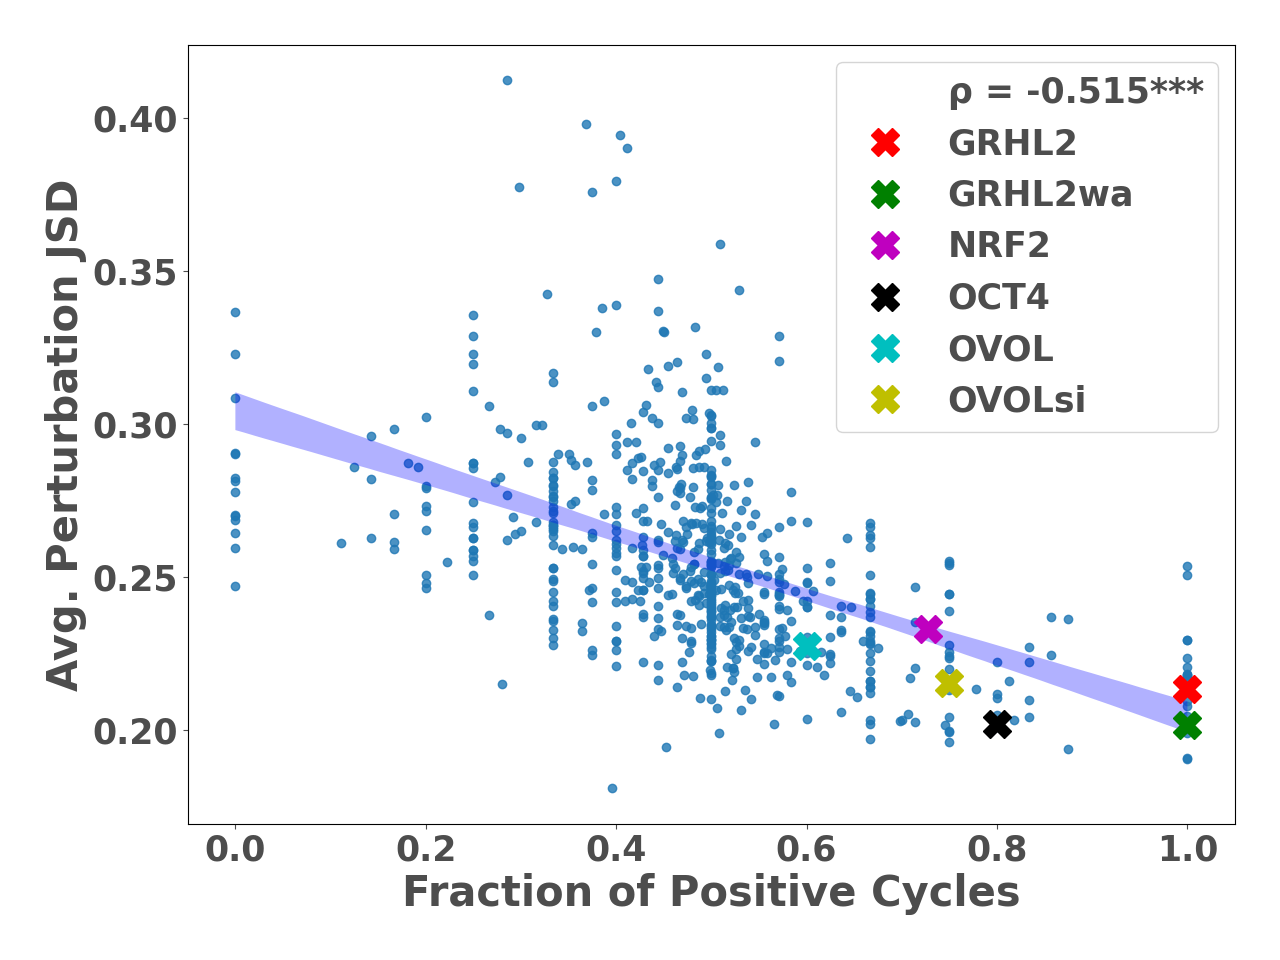 ρ = -0.515***
GRHL2
GRHL2wa
NRF2
OCT4
OVOL
OVOLsi
Avg. Perturbation JSD
0.40
0.35
0.30
0.25
0.20
0.0 0.2 0.4 0.6 0.8 1.0
Fraction of Positive Cycles